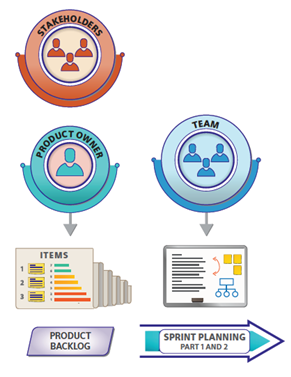 STAKEHOLDERS
PRODUCT OWNER
TEAM
ITEMS
1
2
3
PRODUCT
BACKLOG
SPRINT PLANNING
PART 1 AND 2